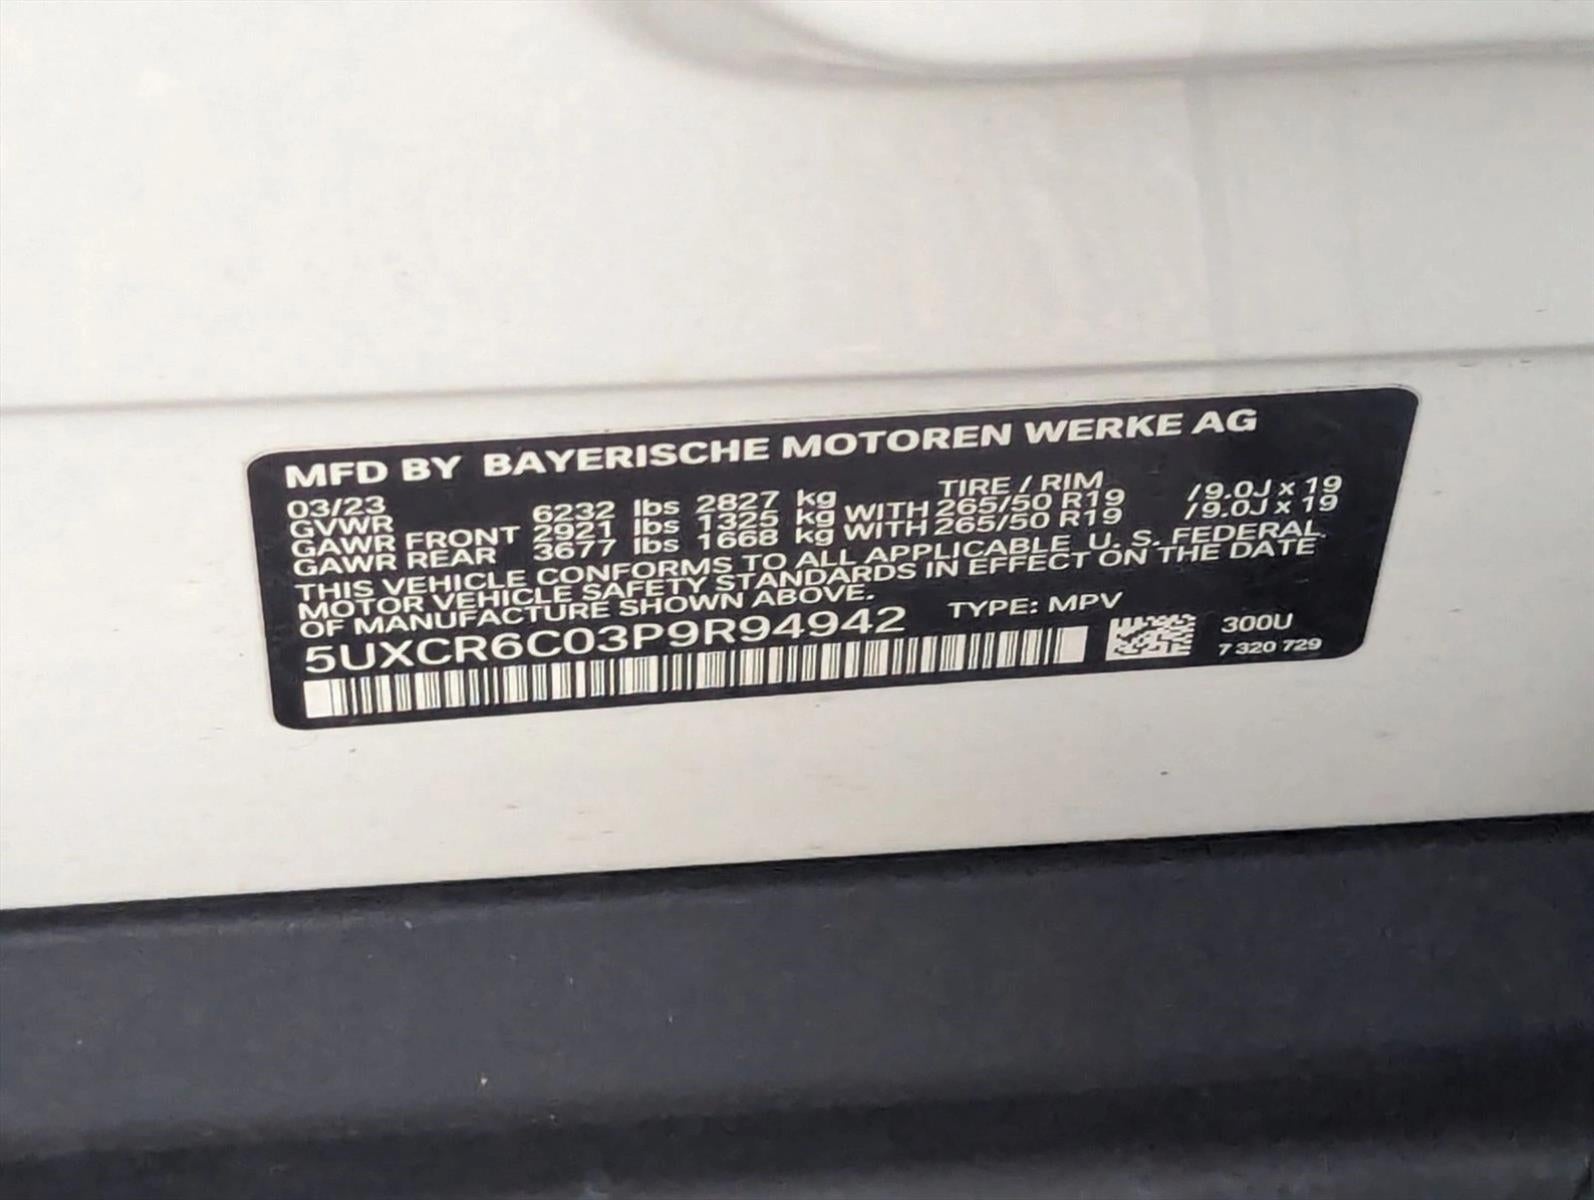 MFD BY BAYERISCHE MOTOREN WERKE AG
03/23 TIRE / RIM
GVWR 6232 lbs 2827 kg
GAWR FRONT 2921 lbs 1325 kg WITH 265/50 R19 /9.0J x 19
GAWR REAR 3677 lbs 1668 kg WITH 265/50 R19 /9.0J x 19
THIS VEHICLE CONFORMS TO ALL APPLICABLE U. S. FEDERAL
MOTOR VEHICLE SAFETY STANDARDS IN EFFECT ON THE DATE
OF MANUFACTURE SHOWN ABOVE.
5UXCR6C03P9R94942 TYPE: MPV
300U
7 320 729